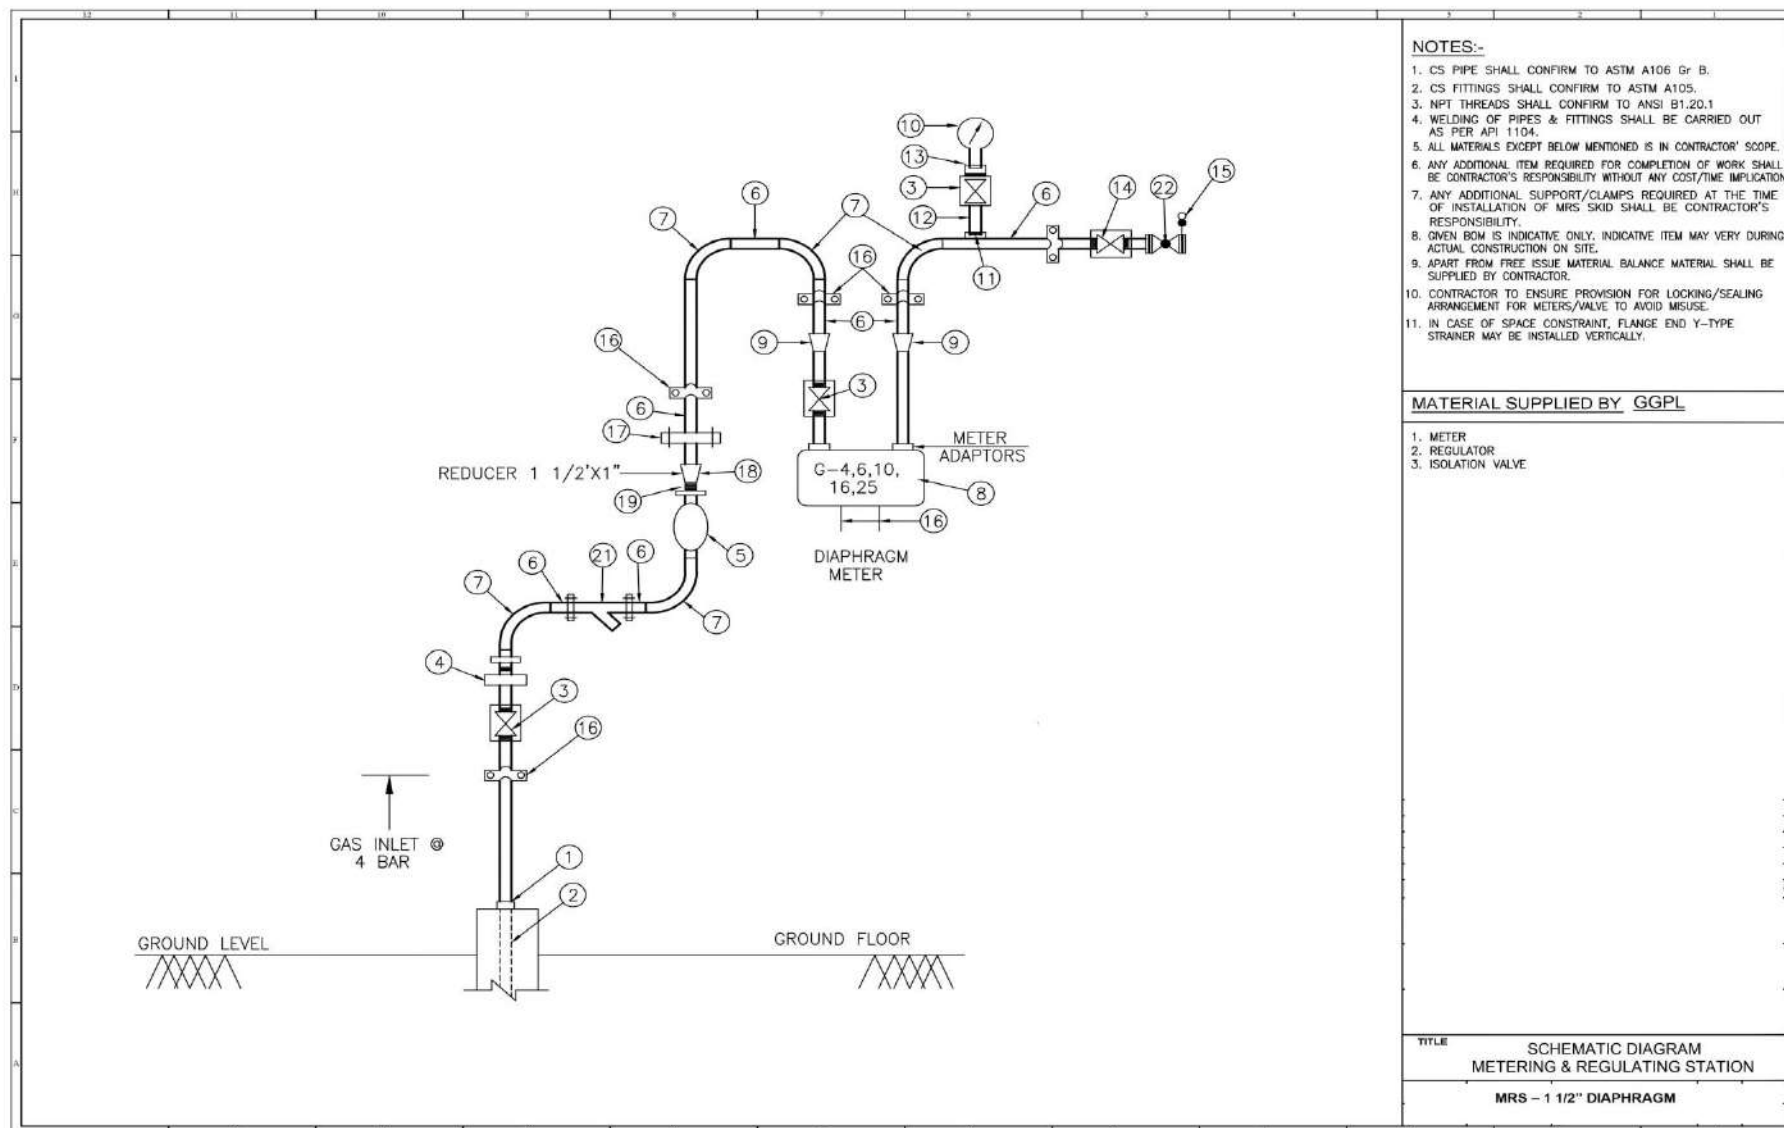 12 11 10 9 8 7 6 5 4 3 2 1
NOTES:-
1. CS PIPE SHALL CONFIRM TO ASTM A106 Gr B.
2. CS FITTINGS SHALL CONFIRM TO ASTM A105.
3. NPT THREADS SHALL CONFIRM TO ANSI B1.20.1
4. WELDING OF PIPES & FITTINGS SHALL BE CARRIED OUT
AS PER API 1104.
5. ALL MATERIALS EXCEPT BELOW MENTIONED IS IN CONTRACTOR' SCOPE.
6. ANY ADDITIONAL ITEM REQUIRED FOR COMPLETION OF WORK SHALL
BE CONTRACTOR'S RESPONSIBILITY WITHOUT ANY COST/TIME IMPLICATION
7. ANY ADDITIONAL SUPPORT/CLAMPS REQUIRED AT THE TIME
OF INSTALLATION OF MRS SKID SHALL BE CONTRACTOR'S
RESPONSIBILITY.
8. GIVEN BOM IS INDICATIVE ONLY. INDICATIVE ITEM MAY VERY DURING
ACTUAL CONSTRUCTION ON SITE.
9. APART FROM FREE ISSUE MATERIAL BALANCE MATERIAL SHALL BE
SUPPLIED BY CONTRACTOR.
10. CONTRACTOR TO ENSURE PROVISION FOR LOCKING/SEALING
ARRANGEMENT FOR METERS/VALVE TO AVOID MISUSE.
11. IN CASE OF SPACE CONSTRAINT, FLANGE END Y-TYPE
STRAINER MAY BE INSTALLED VERTICALLY.
MATERIAL SUPPLIED BY GGPL
1. METER
2. REGULATOR
3. ISOLATION VALVE
10
13
3
12
11
6
14
22
15
6
7
7
16
6
9
9
16
6
3
17
METER
ADAPTORS
REDUCER 1 1/2'X1"
18
19
G-4,6,10,
16,25
8
16
5
DIAPHRAGM
METER
6
21
6
7
7
4
3
16
GAS INLET @
4 BAR
1
2
GROUND LEVEL
GROUND FLOOR
TITLE
SCHEMATIC DIAGRAM
METERING & REGULATING STATION
MRS – 1 1/2" DIAPHRAGM